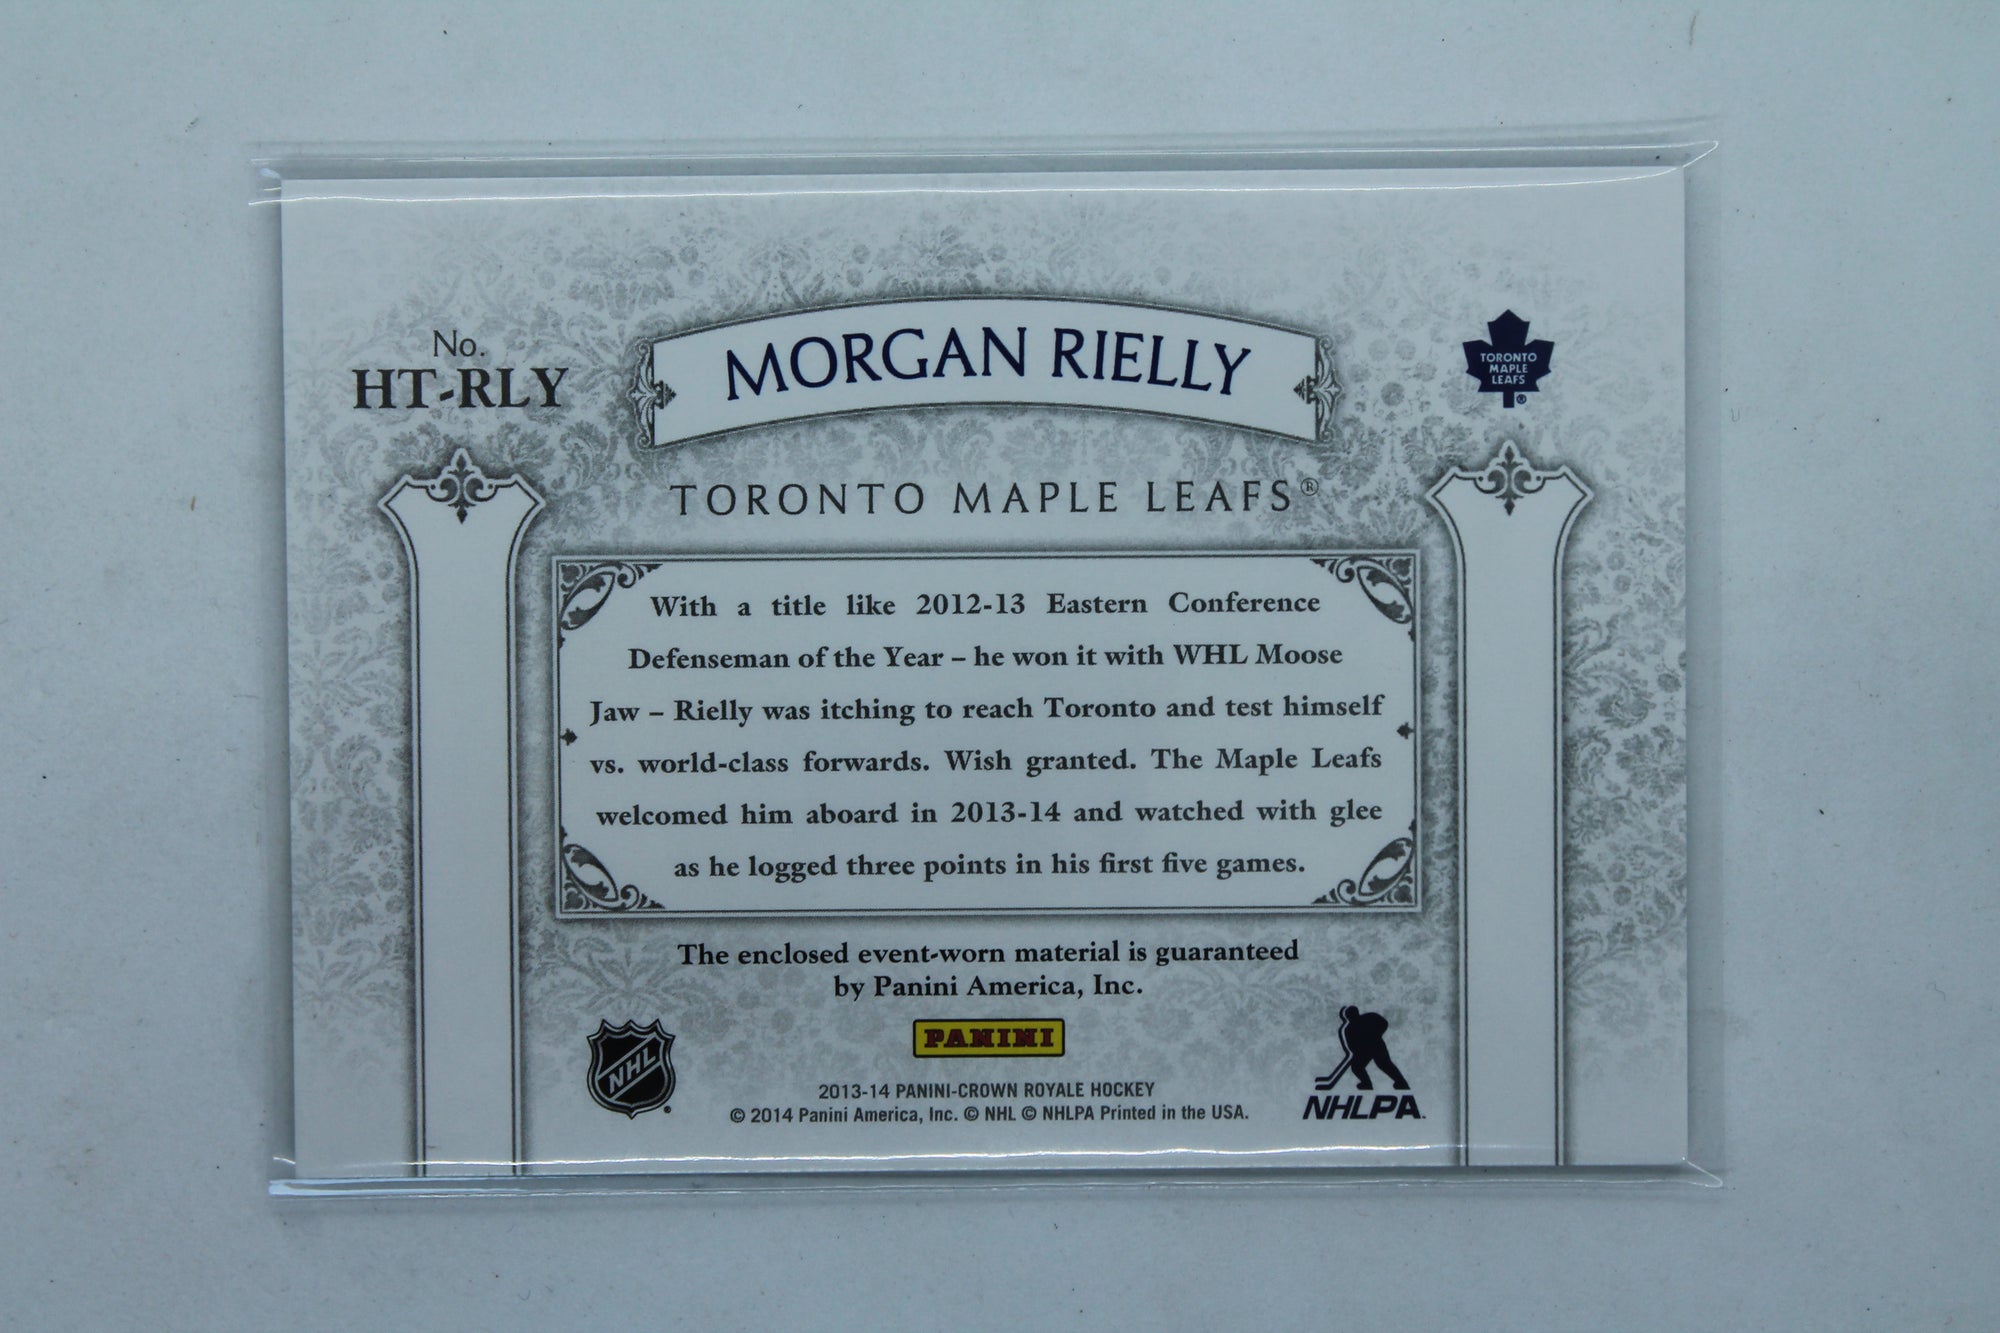 No.
HT-RLY
MORGAN RIELLY
TORONTO
MAPLE
LEAFS
®
TORONTO MAPLE LEAFS®
With a title like 2012-13 Eastern Conference
Defenseman of the Year – he won it with WHL Moose
Jaw – Rielly was itching to reach Toronto and test himself
vs. world-class forwards. Wish granted. The Maple Leafs
welcomed him aboard in 2013-14 and watched with glee
as he logged three points in his first five games.
The enclosed event-worn material is guaranteed
by Panini America, Inc.
NHL
PANINI
2013-14 PANINI-CROWN ROYALE HOCKEY
© 2014 Panini America, Inc. © NHL © NHLPA Printed in the USA.
NHLPA